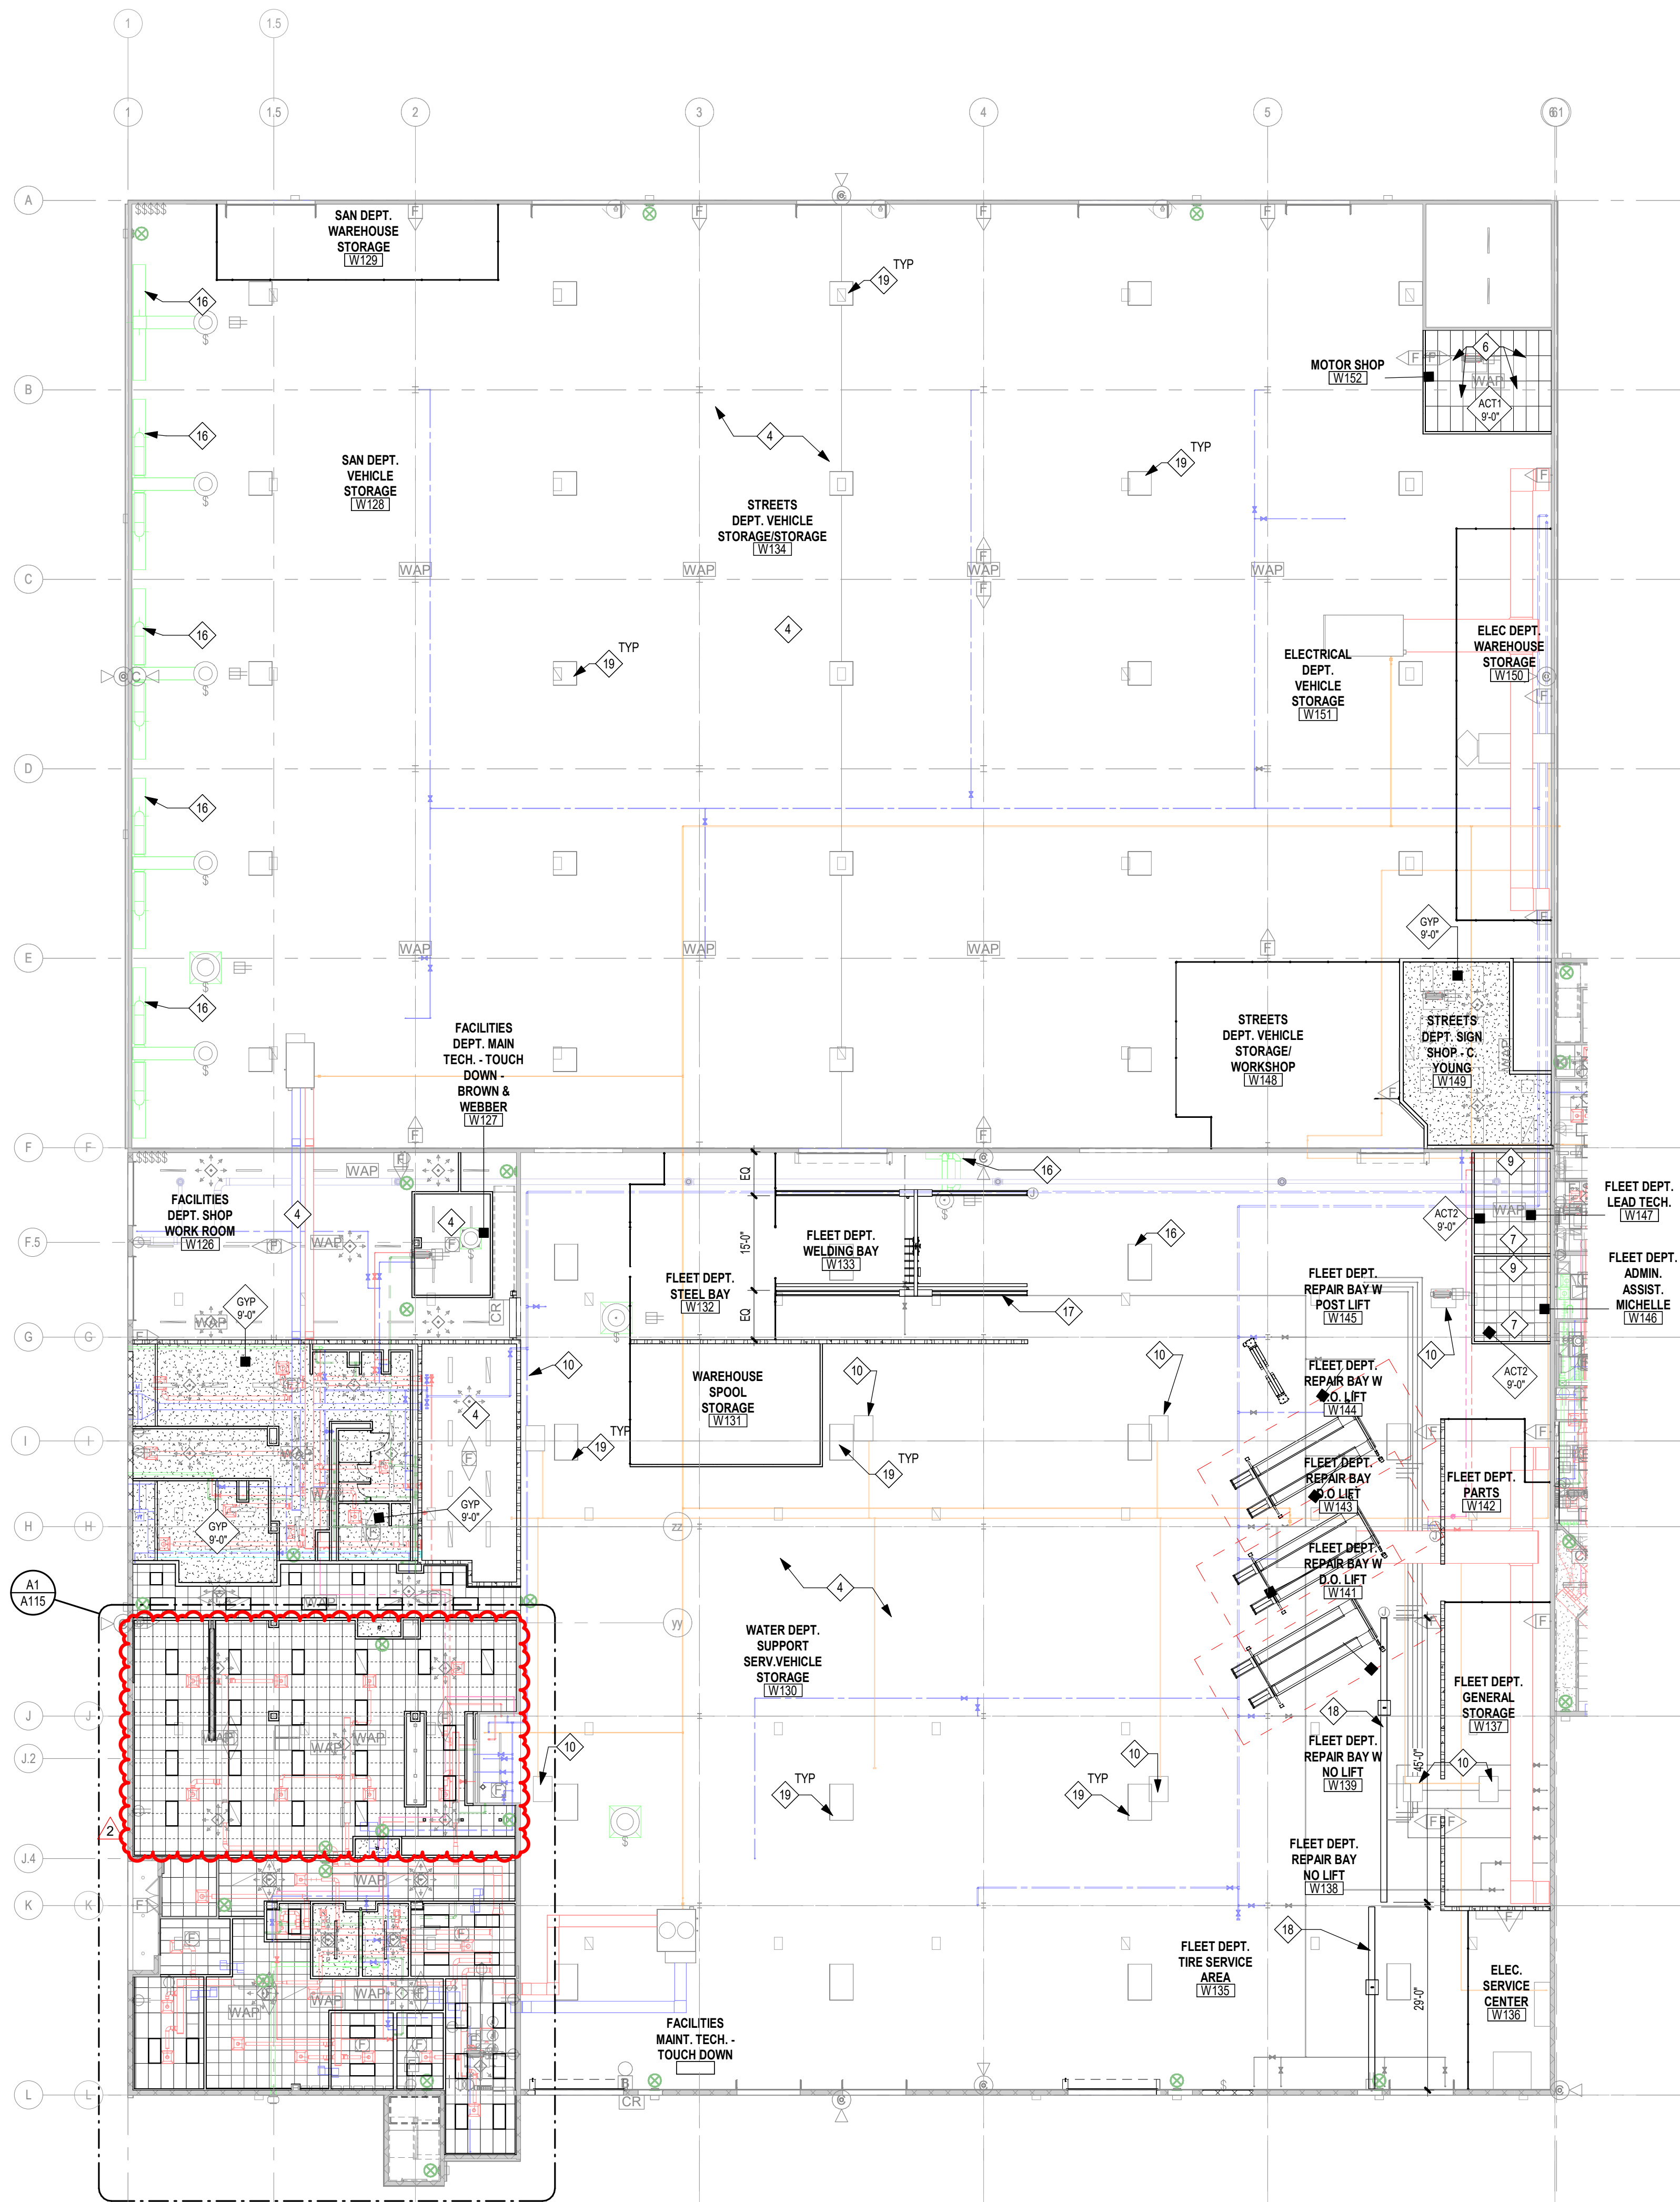 1
1.5
1
1.5
2
3
4
5
A
$$$$$
SAN DEPT.
WAREHOUSE
STORAGE
W129
F
F
F
F
C
TYP
19
16
$
MOTOR SHOP
W152
F
F
6
WAP
ACT1
9'-0"
B
16
$
4
TYP
19
SAN DEPT.
VEHICLE
STORAGE
W128
STREETS
DEPT. VEHICLE
STORAGE/STORAGE
W134
F
F
WAP
WAP
WAP
WAP
F
C
16
4
TYP
19
$
C
ELECTRICAL
DEPT.
VEHICLE
STORAGE
W151
ELEC DEPT.
WAREHOUSE
STORAGE
W150
F
D
16
$
F
GYP
9'-0"
E
WAP
WAP
WAP
F
16
$
FACILITIES
DEPT. MAIN
TECH. - TOUCH
DOWN -
BROWN &
WEBBER
W127
STREETS
DEPT. VEHICLE
STORAGE/
WORKSHOP
W148
STREETS
DEPT. SIGN
SHOP - C.
YOUNG
W149
WAP
F
F
F
F
F
$$$$$
WAP
EQ
16
9
WAP
FLEET DEPT.
LEAD TECH.
W147
FACILITIES
DEPT. SHOP
WORK ROOM
W126
4
4
F
$
J
ACT2
9'-0"
7
16
F.5
WAP
F
15'-0"
FLEET DEPT.
WELDING BAY
W133
FLEET DEPT.
STEEL BAY
W132
FLEET DEPT.
REPAIR BAY W
POST LIFT
W145
9
FLEET DEPT.
ADMIN.
ASSIST.
MICHELLE
W146
GYP
9'-0"
WAP
CR
$
EQ
17
7
G
G
F
10
10
10
10
ACT2
9'-0"
WAREHOUSE
SPOOL
STORAGE
W131
FLEET DEPT.
REPAIR BAY W
D.O. LIFT
W144
4
I
I
WAP
F
TYP
19
TYP
19
F
F
FLEET DEPT.
REPAIR BAY
D.O LIFT
W143
FLEET DEPT.
PARTS
W142
GYP
9'-0"
GYP
9'-0"
H
H
zz
FLEET DEPT.
REPAIR BAY W
D.O. LIFT
W141
4
A1
A115
WAP
F
yy
J
F
F
WATER DEPT.
SUPPORT
SERV.VEHICLE
STORAGE
W130
FLEET DEPT.
GENERAL
STORAGE
W137
J
J
18
WAP
WAP
WAP
FLEET DEPT.
REPAIR BAY W
NO LIFT
W139
45'-0"
J.2
10
10
10
TYP
19
TYP
19
F
2
F
F
J.4
FLEET DEPT.
REPAIR BAY
NO LIFT
W138
WAP
K
K
F
F
18
FLEET DEPT.
TIRE SERVICE
AREA
W135
ELEC.
SERVICE
CENTER
W136
29'-0"
WAP
WAP
WAP
FACILITIES
MAINT. TECH. -
TOUCH DOWN
F
F
L
L
B
CR
$